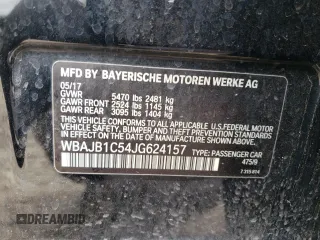 MFD BY BAYERISCHE MOTOREN WERKE AG
05/17
GVWR 5470 lbs 2481 kg
GAWR FRONT 2524 lbs 1145 kg
GAWR REAR 3095 lbs 1404 kg
THIS VEHICLE CONFORMS TO ALL APPLICABLE
U.S. FEDERAL MOTOR VEHICLE SAFETY, BUMPER,
AND THEFT PREVENTION STANDARDS IN EFFECT ON
THE DATE OF MANUFACTURE SHOWN ABOVE.
WBAJB1C54JG624157
TYPE: PASSENGER CAR
475/9
DREAMBID